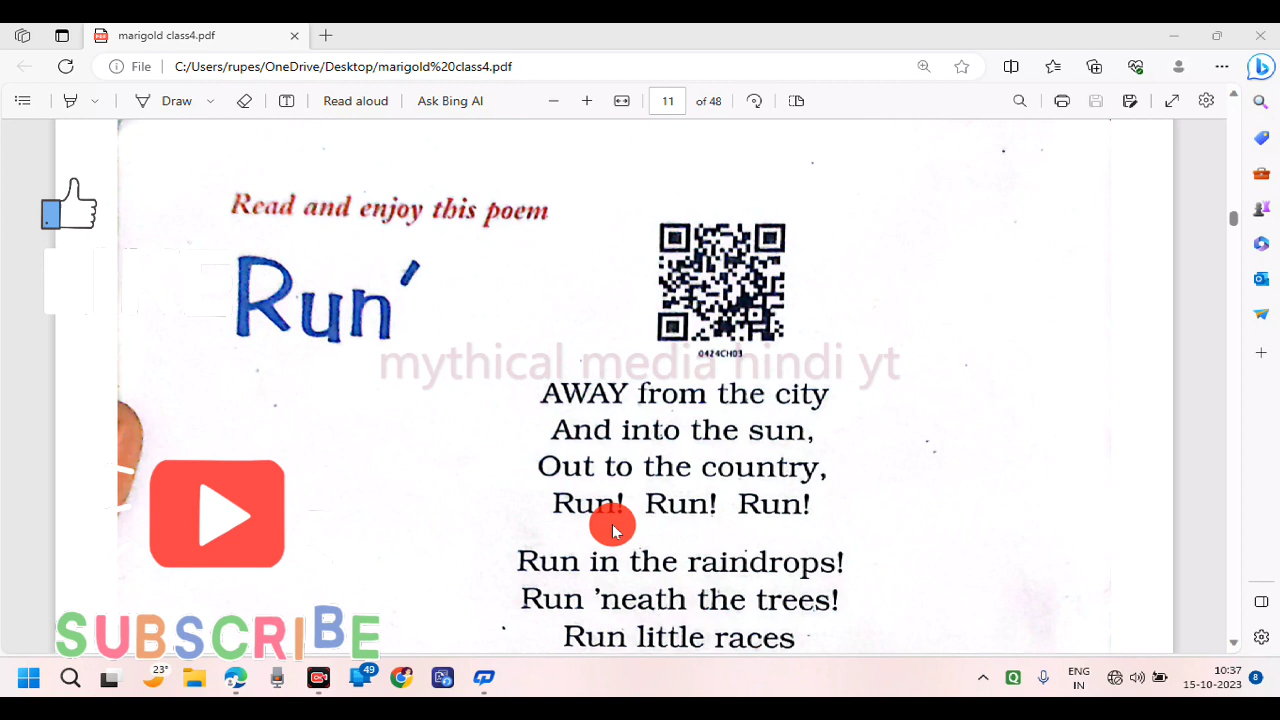 marigold class4.pdf
File C:/Users/rupes/OneDrive/Desktop/marigold%20class4.pdf
Draw Read aloud Ask Bing AI 11 of 48
Read and enjoy this poem
Run'
0424CH03
mythical media hindi yt
AWAY from the city
And into the sun,
Out to the country,
Run! Run! Run!
Run in the raindrops!
Run ’neath the trees!
Run little races
SUBSCRIBE
23°
49
ENG
IN
10:37
15-10-2023
8